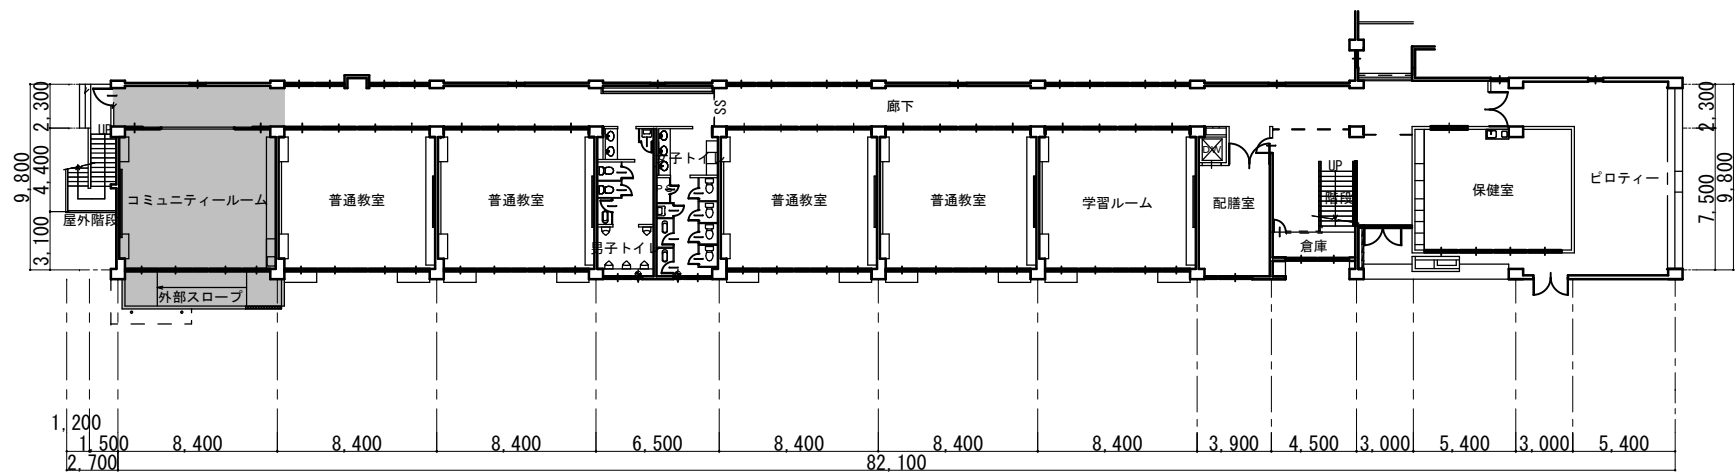 2,300
4,400
9,800
3,100
UP
屋外階段
コミュニティールーム
外部スロープ
普通教室
普通教室
男子トイレ
女子トイレ
SS
廊下
普通教室
普通教室
学習ルーム
DW
配膳室
UP
階段
倉庫
保健室
ピロティー
2,300
7,500
9,800
1,200
1,500
8,400
8,400
8,400
6,500
8,400
8,400
8,400
3,900
4,500
3,000
5,400
3,000
5,400
2,700
82,100